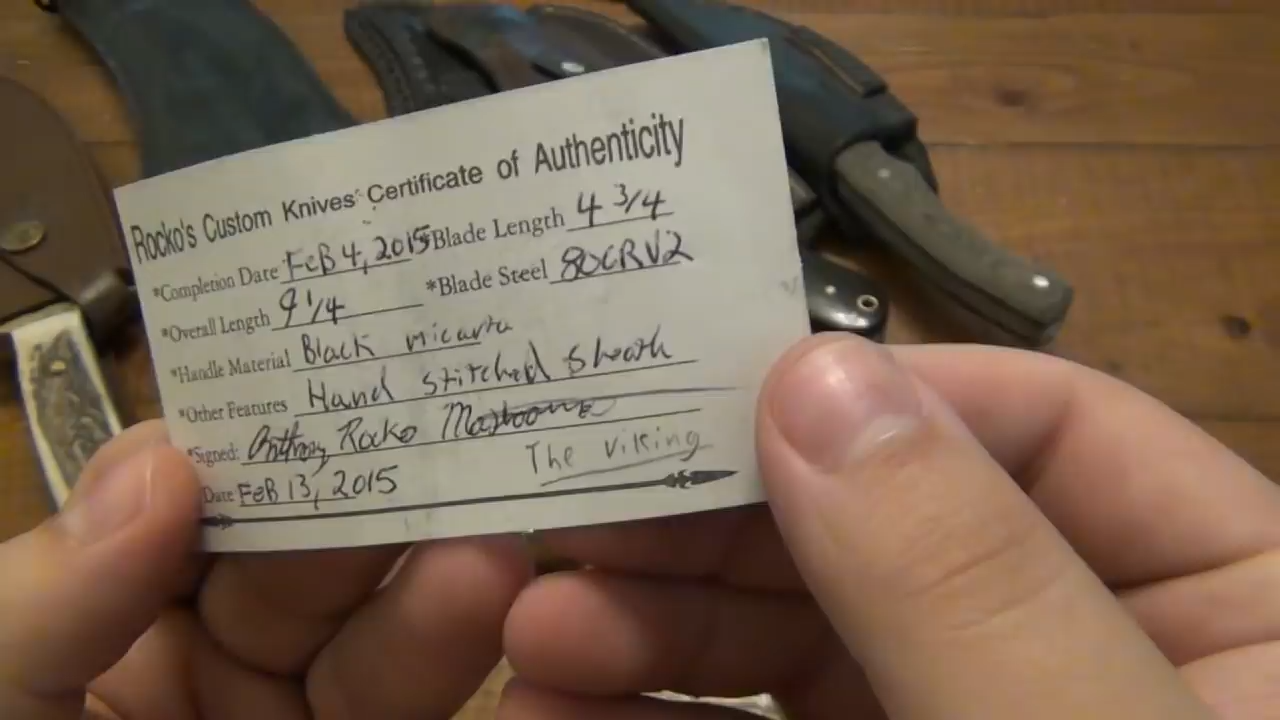 Rocko's Custom Knives Certificate of Authenticity
*Completion Date FeB 4, 2015 *Blade Length 4 3/4
*Overall Length 9 1/4 *Blade Steel 80CRV2
*Handle Material Black micarta
*Other Features Hand stitched sheath
*Signed: Anthony Rocko
Date FeB 13, 2015 The Viking